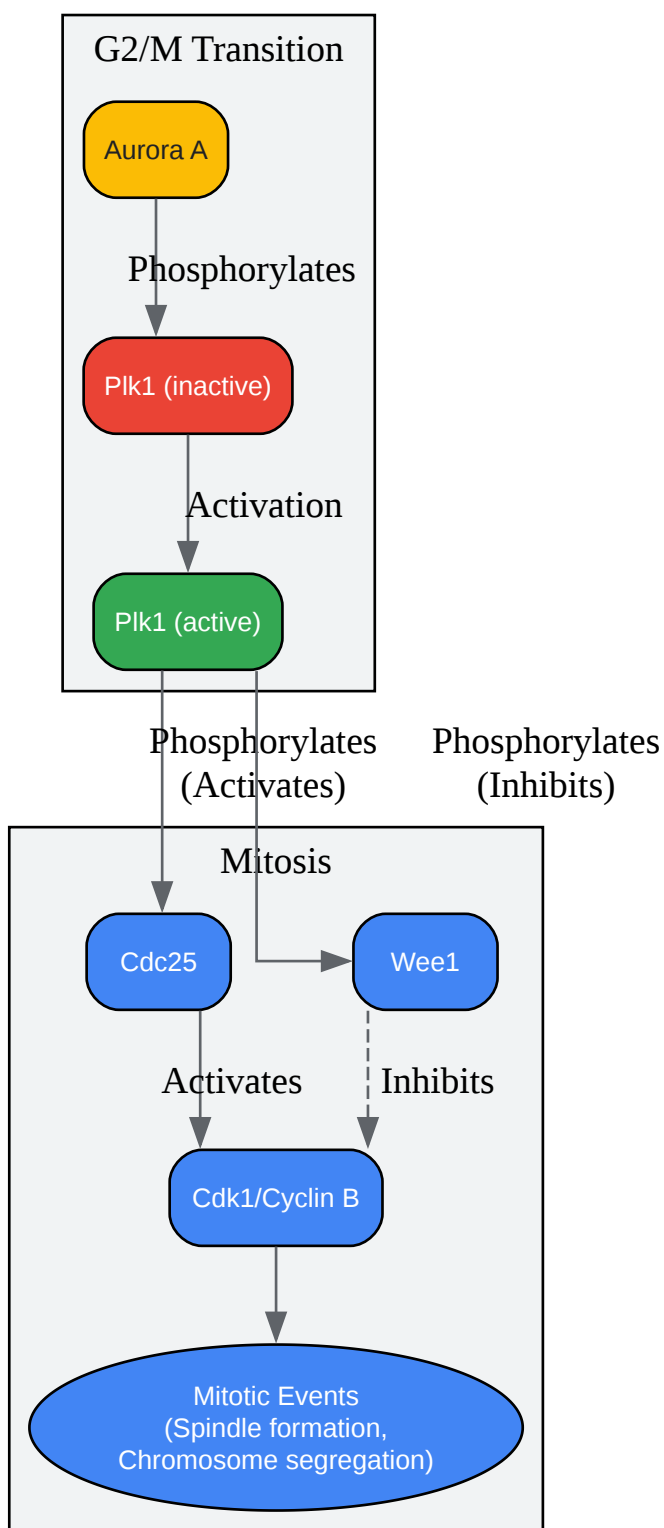 G2/M Transition
Aurora A
Phosphorylates
Plk1 (inactive)
Activation
Plk1 (active)
Phosphorylates
(Activates)
Phosphorylates
(Inhibits)
Mitosis
Cdc25
Wee1
Activates
Inhibits
Cdk1/Cyclin B
Mitotic Events
(Spindle formation,
Chromosome segregation)